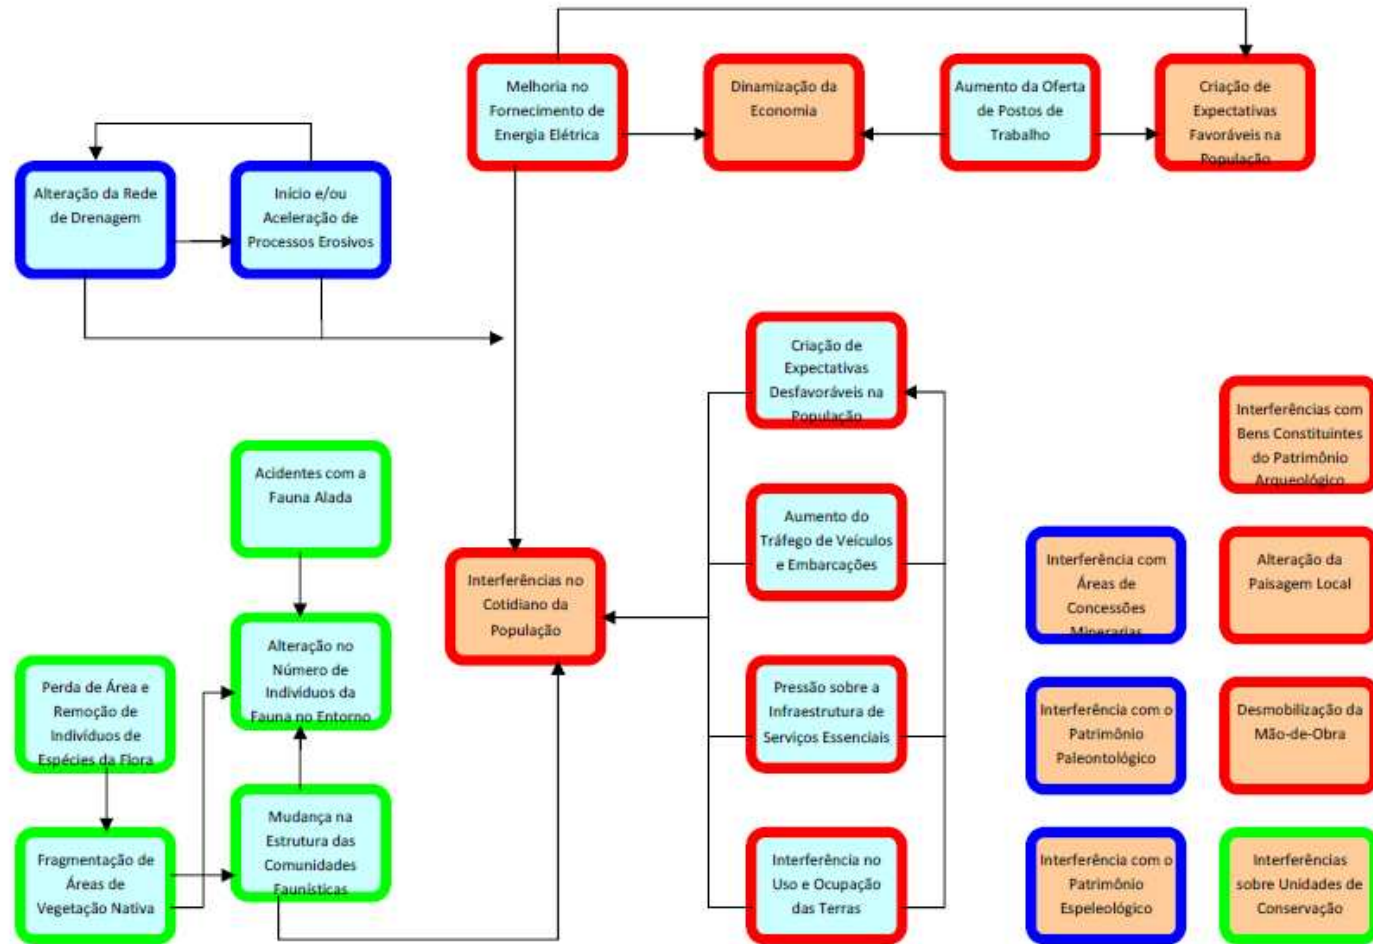 Melhoria no
Fornecimento de
Energia Elétrica
Dinamização da
Economia
Aumento da Oferta
de Postos de
Trabalho
Criação de
Expectativas
Favoráveis na
População
Alteração da Rede
de Drenagem
Início e/ou
Aceleração de
Processos Erosivos
Criação de
Expectativas
Desfavoráveis na
População
Interferências com
Bens Constituintes
do Patrimônio
Arqueológico
Acidentes com a
Fauna Alada
Aumento do
Tráfego de Veículos
e Embarcações
Interferências no
Cotidiano da
População
Interferência com
Áreas de
Concessões
Minerarias
Alteração da
Paisagem Local
Alteração no
Número de
Indivíduos da
Fauna no Entorno
Perda de Área e
Remoção de
Indivíduos de
Espécies da Flora
Pressão sobre a
Infraestrutura de
Serviços Essenciais
Interferência com o
Patrimônio
Paleontológico
Desmobilização da
Mão-de-Obra
Mudança na
Estrutura das
Comunidades
Faunísticas
Fragmentação de
Áreas de
Vegetação Nativa
Interferência no
Uso e Ocupação
das Terras
Interferência com o
Patrimônio
Espeleológico
Interferências
sobre Unidades de
Conservação